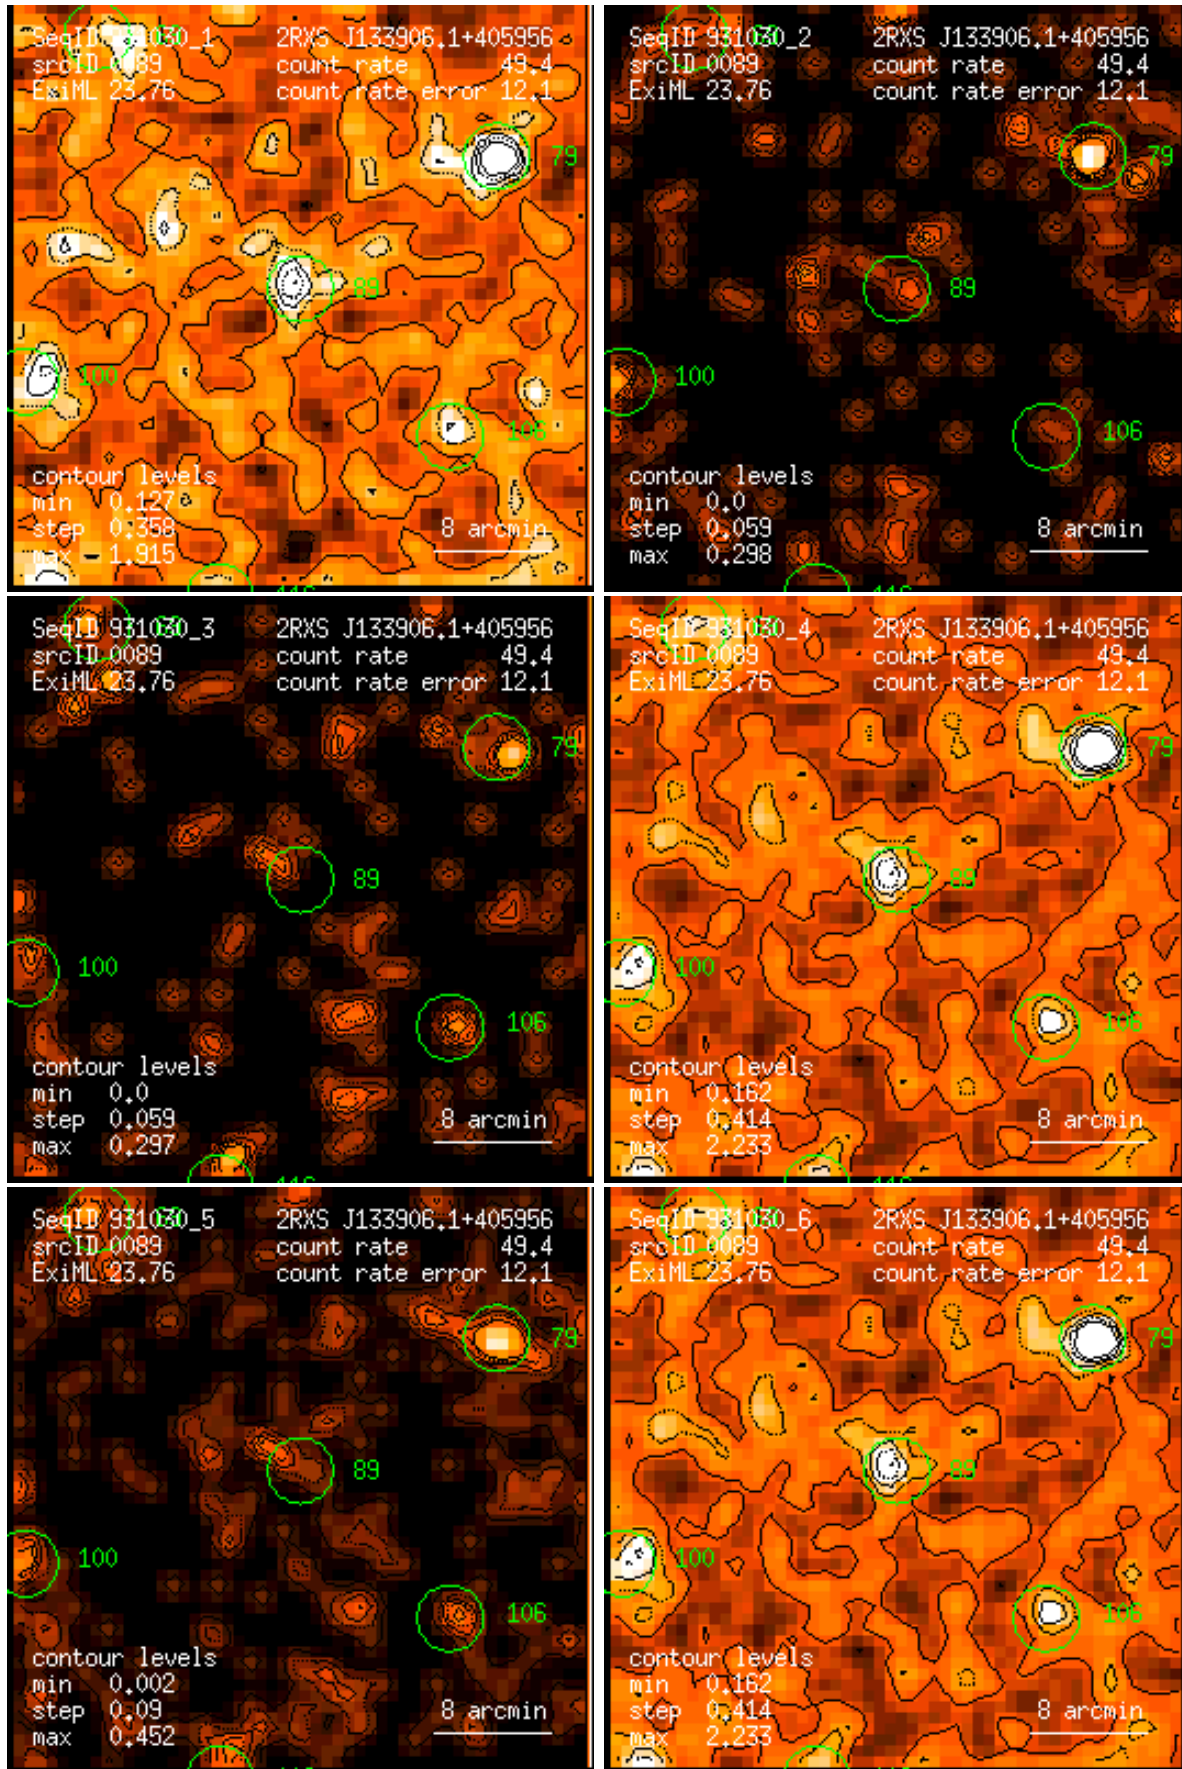 SeqID 931030_1 2RXS J133906.1+405956
srcID 0089 count rate 49.4
ExiML 23.76 count rate error 12.1
79
89
100
106
contour levels
min 0.127
step 0.358
max 1.915
8 arcmin
SeqID 931030_2 2RXS J133906.1+405956
srcID 0089 count rate 49.4
ExiML 23.76 count rate error 12.1
79
89
100
106
contour levels
min 0.0
step 0.059
max 0.298
8 arcmin
SeqID 931030_3 2RXS J133906.1+405956
srcID 0089 count rate 49.4
ExiML 23.76 count rate error 12.1
79
89
100
106
contour levels
min 0.0
step 0.059
max 0.297
8 arcmin
SeqID 931030_4 2RXS J133906.1+405956
srcID 0089 count rate 49.4
ExiML 23.76 count rate error 12.1
79
89
100
106
contour levels
min 0.162
step 0.414
max 2.233
8 arcmin
SeqID 931030_5 2RXS J133906.1+405956
srcID 0089 count rate 49.4
ExiML 23.76 count rate error 12.1
79
89
100
106
contour levels
min 0.002
step 0.09
max 0.452
8 arcmin
SeqID 931030_6 2RXS J133906.1+405956
srcID 0089 count rate 49.4
ExiML 23.76 count rate error 12.1
79
89
100
106
contour levels
min 0.162
step 0.414
max 2.233
8 arcmin